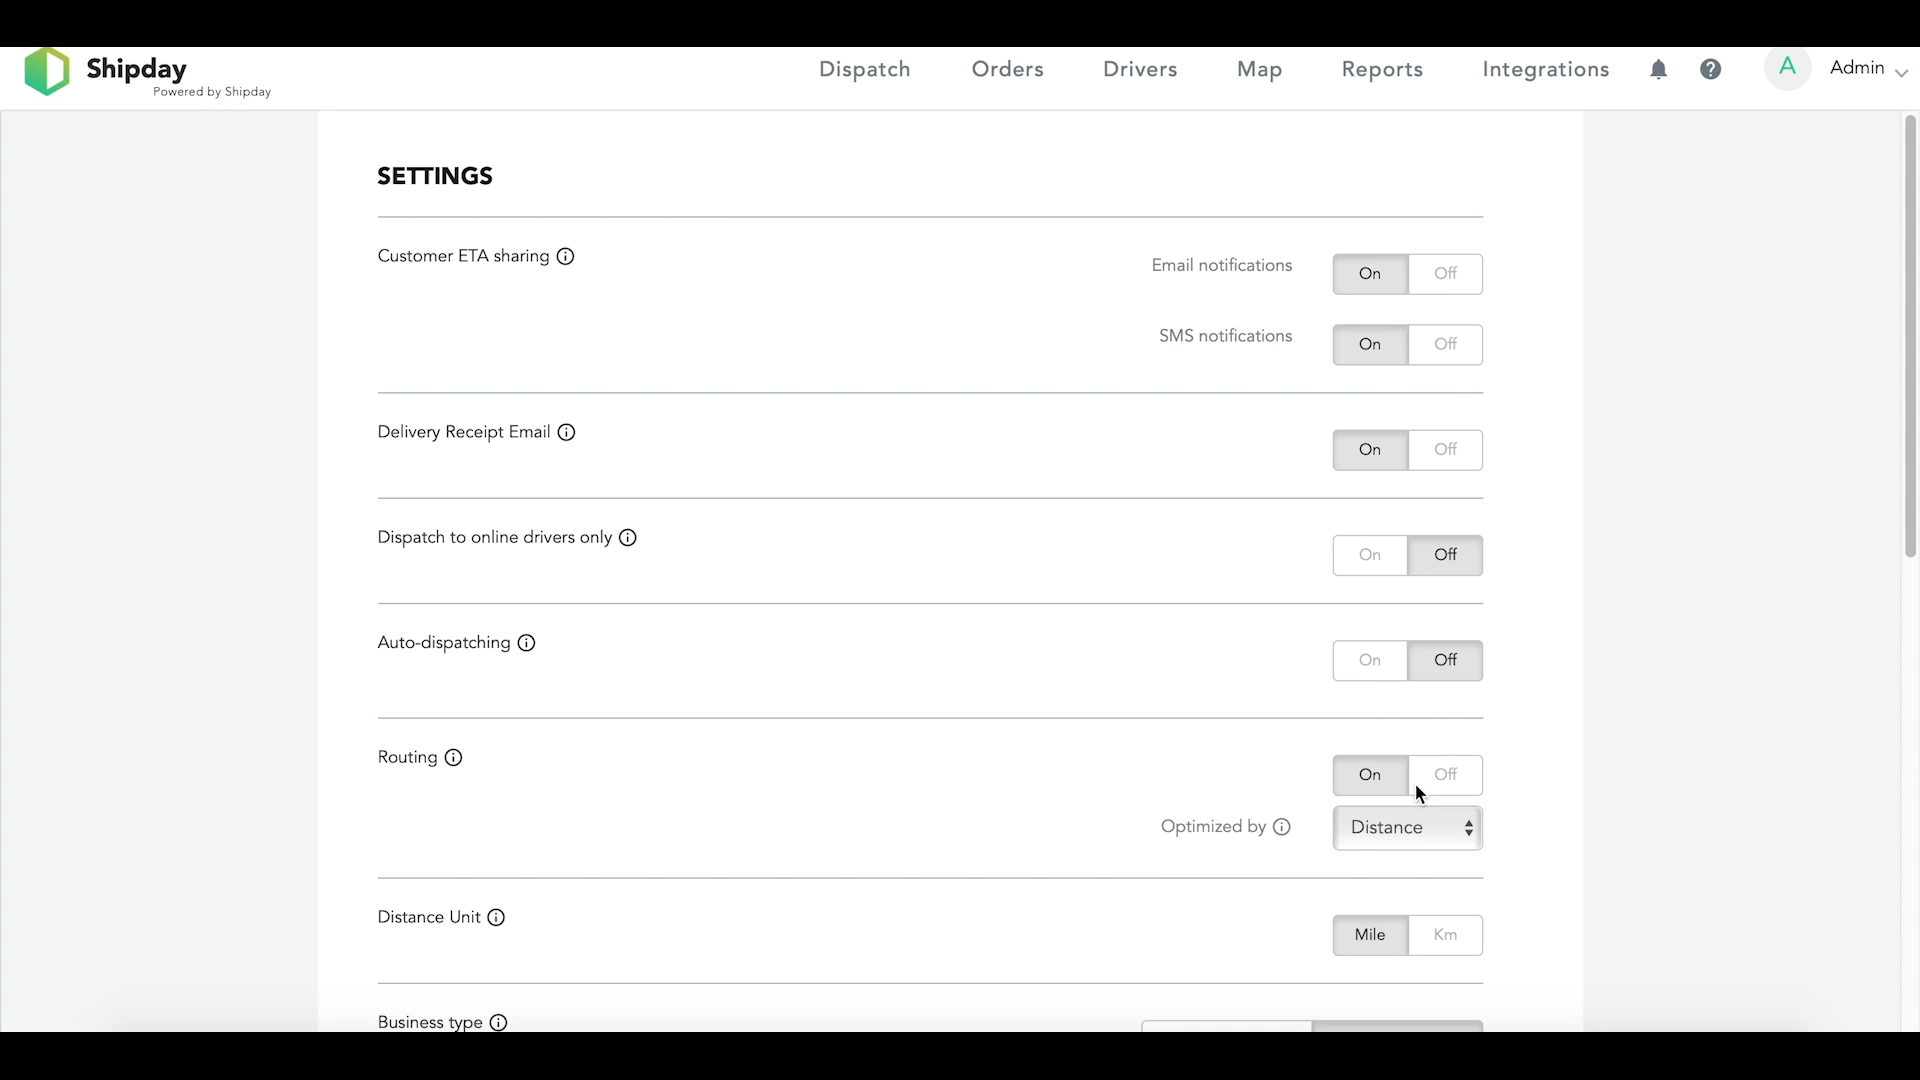 Shipday
Powered by Shipday
Dispatch
Orders
Drivers
Map
Reports
Integrations
A
Admin
SETTINGS
Customer ETA sharing
Email notifications
On
Off
SMS notifications
On
Off
Delivery Receipt Email
On
Off
Dispatch to online drivers only
On
Off
Auto-dispatching
On
Off
Routing
On
Off
Optimized by
Distance
Distance Unit
Mile
Km
Business type